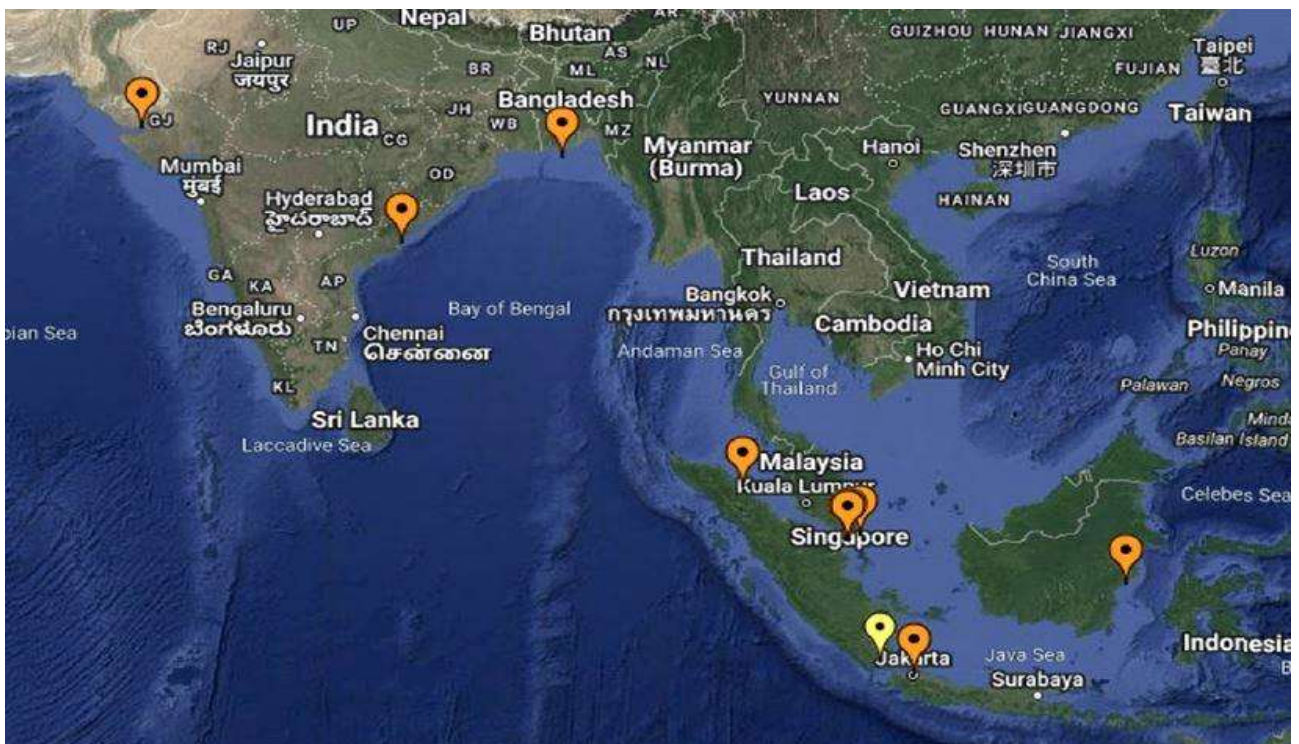 Nepal
AR
UP
Bhutan
GUIZHOU HUNAN JIANGXI
RJ
Jaipur
जयपुर
AS
NL
Taipei
臺北
BR
ML
FUJIAN
Bangladesh
YUNNAN
JH
WB
GUANGXI GUANGDONG
Taiwan
GJ
India
CG
MZ
Myanmar
(Burma)
Hanoi
Shenzhen
深圳市
Mumbai
मुंबई
OD
Laos
HAINAN
Hyderabad
హైదరాబాద్
Luzon
Thailand
South
China Sea
GA
KA
AP
Bangkok
กรุงเทพมหานคร
Vietnam
Manila
Bengaluru
ಬೆಂಗಳೂರು
Bay of Bengal
Chennai
சென்னை
Cambodia
Philippin
bian Sea
TN
Andaman Sea
Ho Chi
Minh City
Panay
Gulf of
Thailand
KL
Palawan
Negros
Sri Lanka
Minda
Laccadive Sea
Basilan Island
Malaysia
Kuala Lumpur
Celebes Sea
Singapore
Indonesia
Jakarta
Java Sea
B
Surabaya